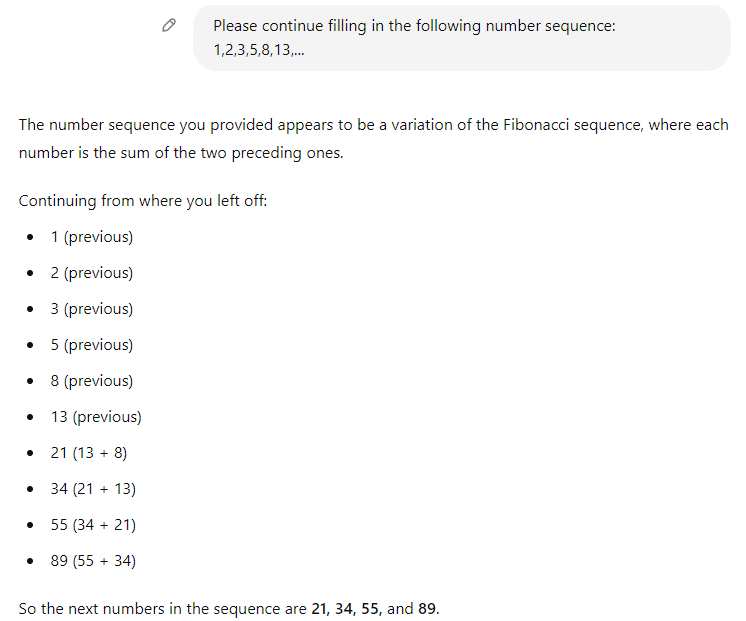 Please continue filling in the following number sequence:
1,2,3,5,8,13,...
The number sequence you provided appears to be a variation of the Fibonacci sequence, where each
number is the sum of the two preceding ones.
Continuing from where you left off:
• 1 (previous)
• 2 (previous)
• 3 (previous)
• 5 (previous)
• 8 (previous)
• 13 (previous)
• 21 (13 + 8)
• 34 (21 + 13)
• 55 (34 + 21)
• 89 (55 + 34)
So the next numbers in the sequence are 21, 34, 55, and 89.